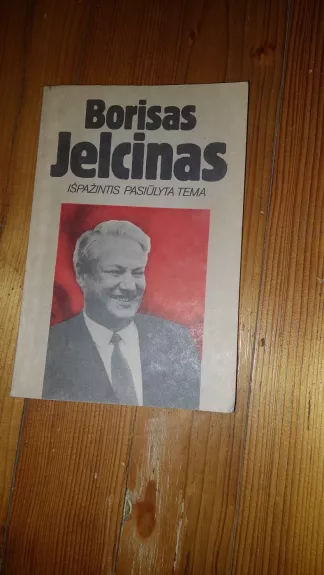 Borisas
Jelcinas
IŠPAŽINTIS PASIŪLYTA TEMA